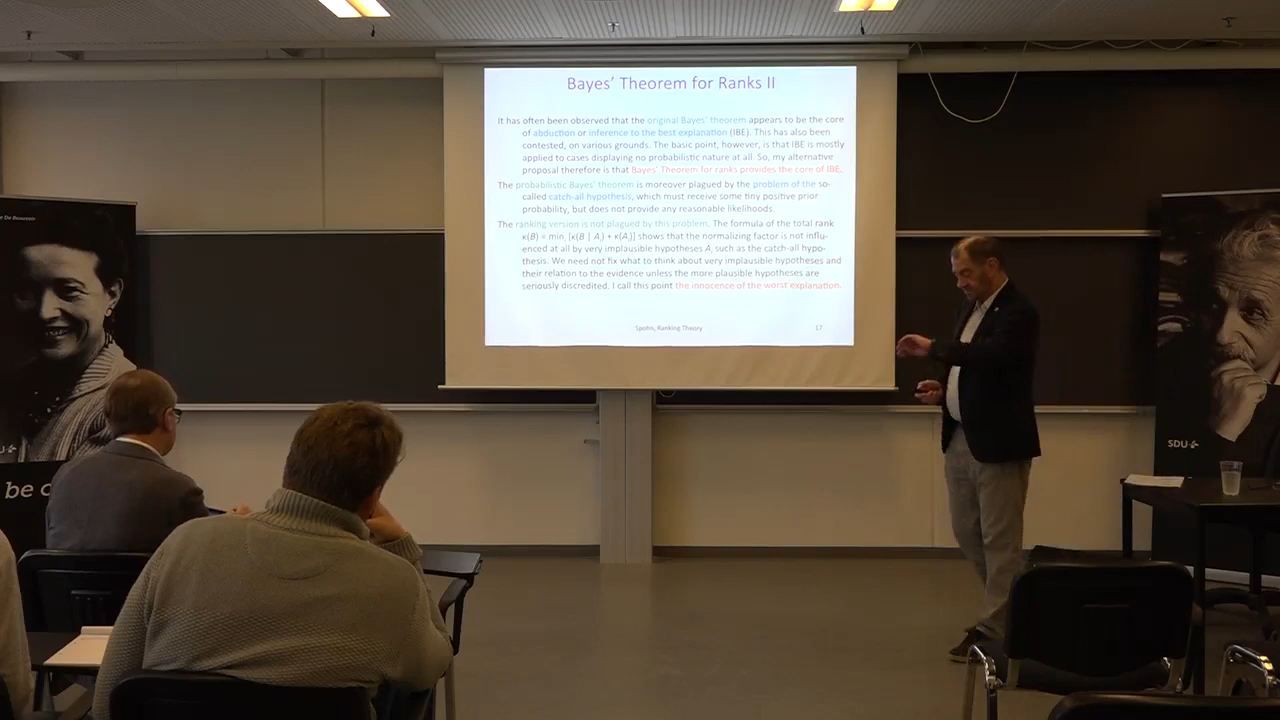 Bayes' Theorem for Ranks II
It has often been observed that the original Bayes' theorem appears to be the core
of abduction or inference to the best explanation (IBE). This has also been
contested, on various grounds. The basic point, however, is that IBE is mostly
applied to cases displaying no probabilistic nature at all. So, my alternative
proposal therefore is that Bayes' Theorem for ranks provides the core of IBE.
The probabilistic Bayes' theorem is moreover plagued by the problem of the so-
called catch-all hypothesis, which must receive some tiny positive prior
probability, but does not provide any reasonable likelihoods.
The ranking version is not plagued by this problem. The formula of the total rank
κ(B) = minᵢ [κ(B | Aᵢ) + κ(Aᵢ)] shows that the normalizing factor is not influ-
enced at all by very implausible hypotheses Aᵢ such as the catch-all hypo-
thesis. We need not fix what to think about very implausible hypotheses and
their relation to the evidence unless the more plausible hypotheses are
seriously discredited. I call this point the innocence of the worst explanation.
Spohn, Ranking Theory 17
De Beauvoir
be
SDU